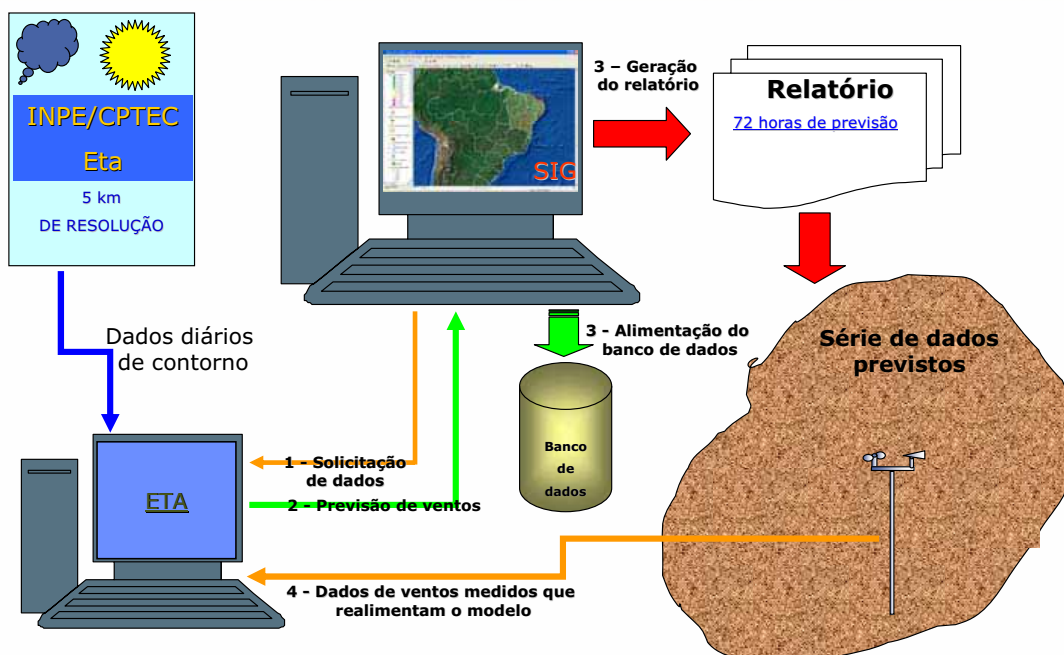 INPE/CPTEC
Eta
5 km
DE RESOLUÇÃO
SIG
3 – Geração
do relatório
Relatório
72 horas de previsão
Dados diários
de contorno
3 - Alimentação do
banco de dados
Série de dados
previstos
Banco
de
dados
ETA
1 - Solicitação
de dados
2 - Previsão de ventos
4 - Dados de ventos medidos que
realimentam o modelo